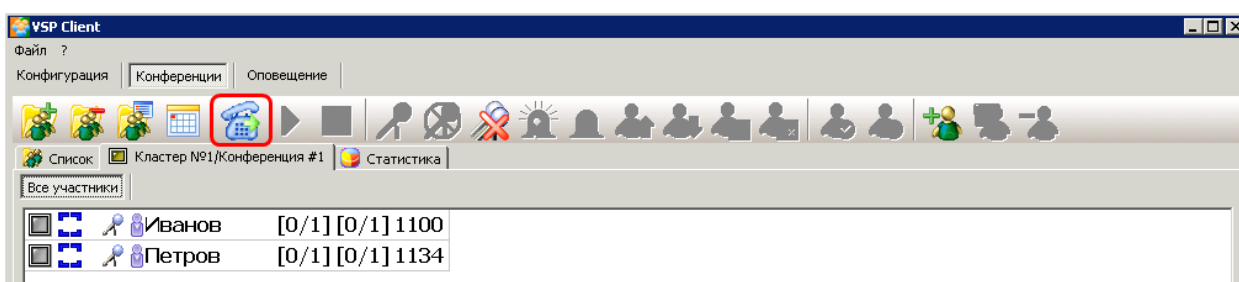 VSP Client
Файл ?
Конфигурация Конференции Оповещение
Список Кластер №1/Конференция #1 Статистика
Все участники
Иванов [0/1] [0/1] 1100
Петров [0/1] [0/1] 1134